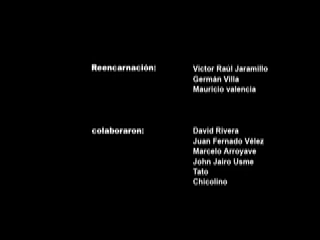 Reencarnación: Victor Raúl Jaramillo
Germán Villa
Mauricio valencia
colaboraron: David Rivera
Juan Fernado Vélez
Marcelo Arroyave
John Jairo Usme
Tato
Chicolino